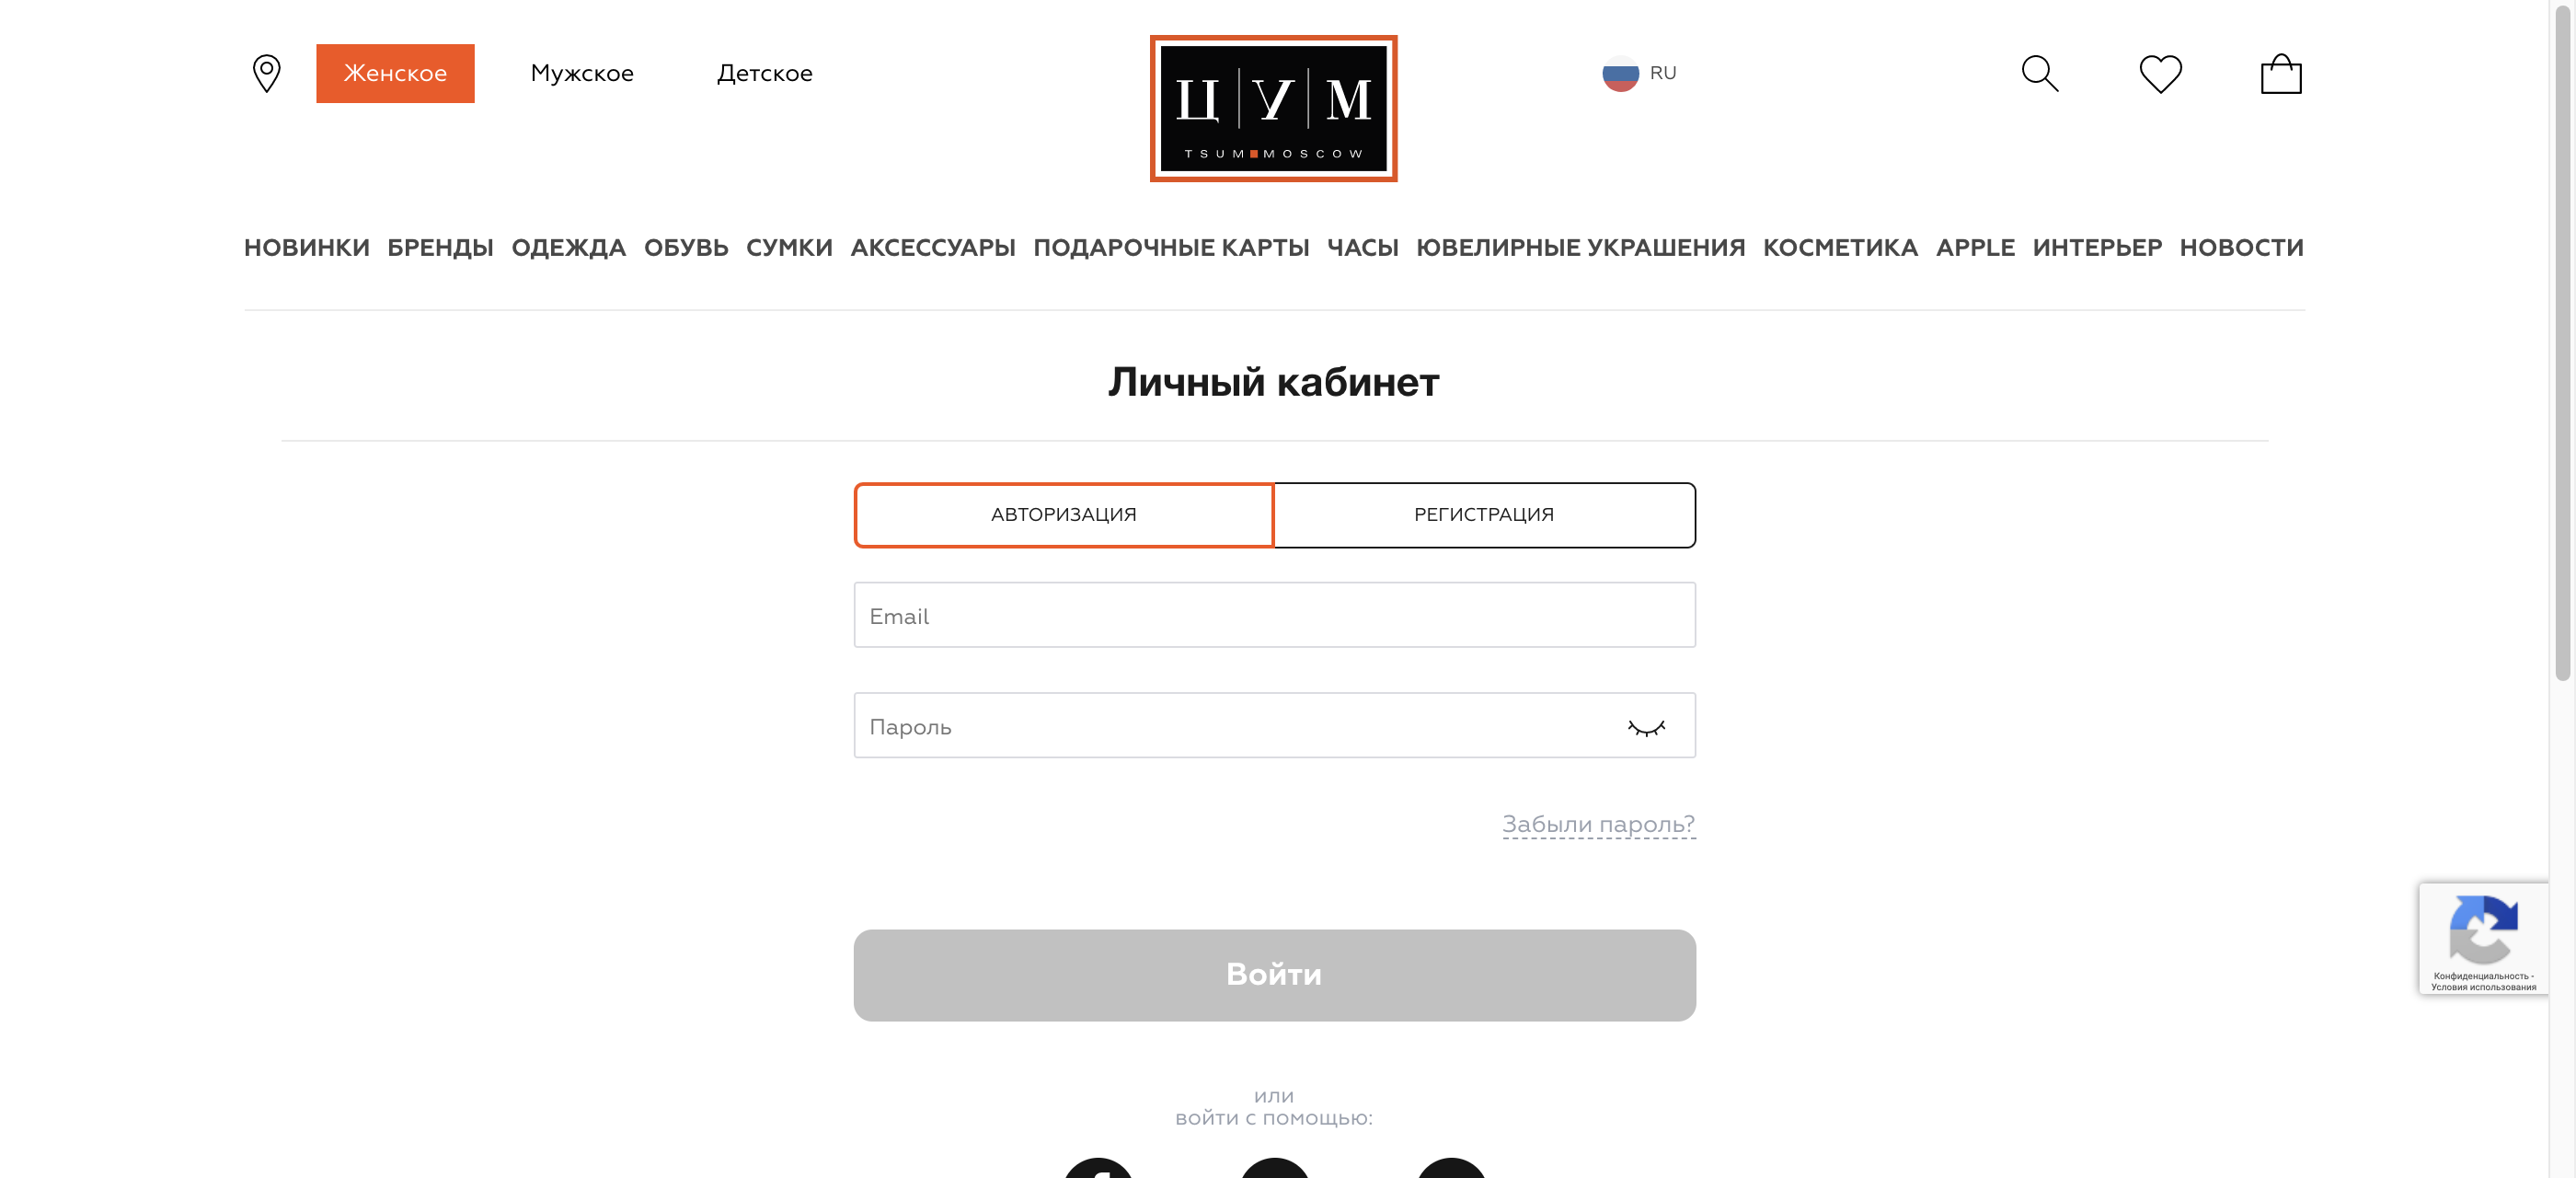 Женское Мужское Детское
Ц У М
TSUM MOSCOW
RU
НОВИНКИ БРЕНДЫ ОДЕЖДА ОБУВЬ СУМКИ АКСЕССУАРЫ ПОДАРОЧНЫЕ КАРТЫ ЧАСЫ ЮВЕЛИРНЫЕ УКРАШЕНИЯ КОСМЕТИКА APPLE ИНТЕРЬЕР НОВОСТИ
Личный кабинет
АВТОРИЗАЦИЯ РЕГИСТРАЦИЯ
Email
Пароль
Забыли пароль?
Войти
Конфиденциальность -
Условия использования
или
войти с помощью: